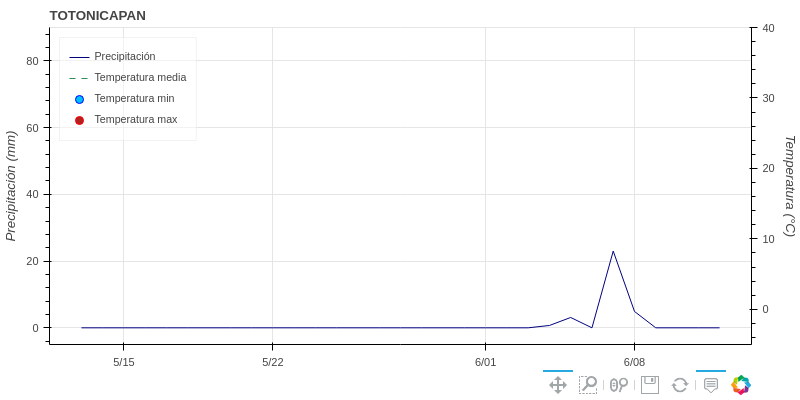 TOTONICAPAN
Precipitación
Temperatura media
Temperatura min
Temperatura max
Precipitación (mm)
80
60
40
20
0
Temperatura (°C)
40
30
20
10
0
5/15
5/22
6/01
6/08